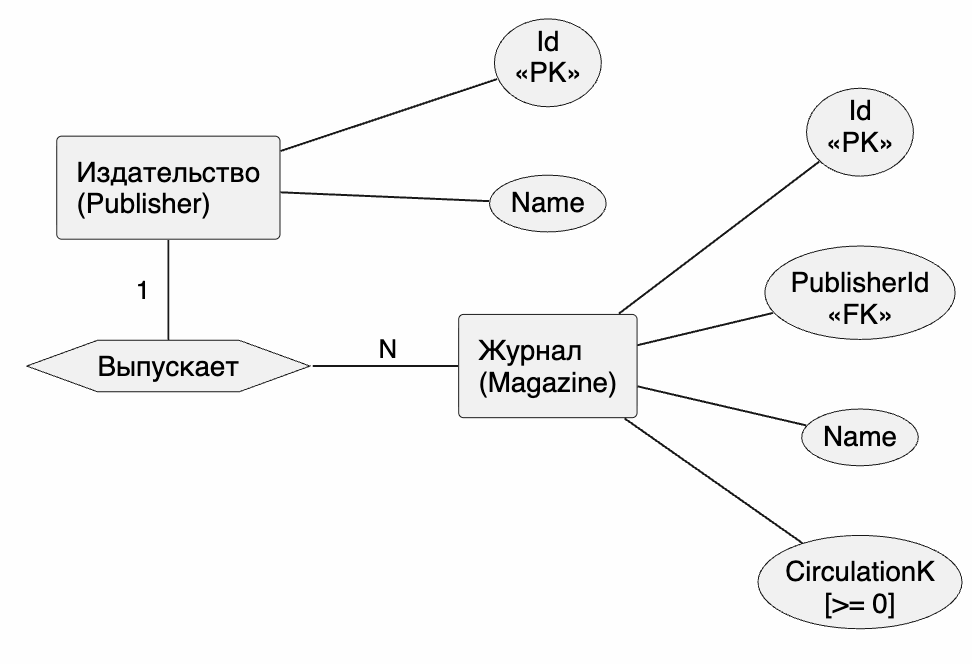 Id
«PK»
Издательство
(Publisher)
Name
1
Выпускает
N
Журнал
(Magazine)
Id
«PK»
PublisherId
«FK»
Name
CirculationK
[>= 0]